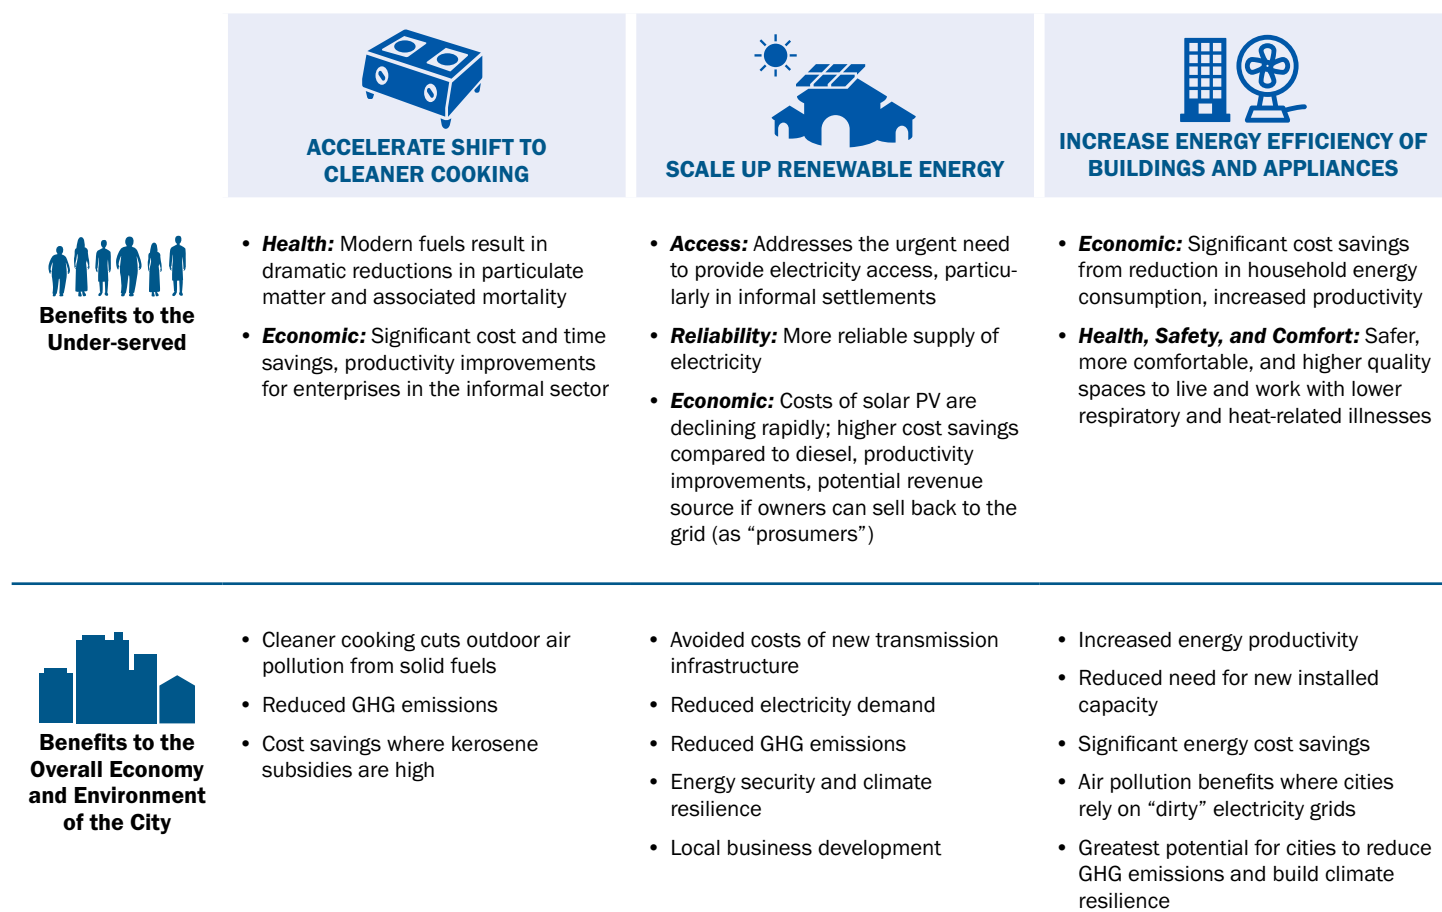 ACCELERATE SHIFT TO
CLEANER COOKING
SCALE UP RENEWABLE ENERGY
INCREASE ENERGY EFFICIENCY OF
BUILDINGS AND APPLIANCES
Benefits to the
Under-served
• Health: Modern fuels result in
dramatic reductions in particulate
matter and associated mortality
• Economic: Significant cost and time
savings, productivity improvements
for enterprises in the informal sector
• Access: Addresses the urgent need
to provide electricity access, particu-
larly in informal settlements
• Reliability: More reliable supply of
electricity
• Economic: Costs of solar PV are
declining rapidly; higher cost savings
compared to diesel, productivity
improvements, potential revenue
source if owners can sell back to the
grid (as “prosumers”)
• Economic: Significant cost savings
from reduction in household energy
consumption, increased productivity
• Health, Safety, and Comfort: Safer,
more comfortable, and higher quality
spaces to live and work with lower
respiratory and heat-related illnesses
Benefits to the
Overall Economy
and Environment
of the City
• Cleaner cooking cuts outdoor air
pollution from solid fuels
• Reduced GHG emissions
• Cost savings where kerosene
subsidies are high
• Avoided costs of new transmission
infrastructure
• Reduced electricity demand
• Reduced GHG emissions
• Energy security and climate
resilience
• Local business development
• Increased energy productivity
• Reduced need for new installed
capacity
• Significant energy cost savings
• Air pollution benefits where cities
rely on “dirty” electricity grids
• Greatest potential for cities to reduce
GHG emissions and build climate
resilience